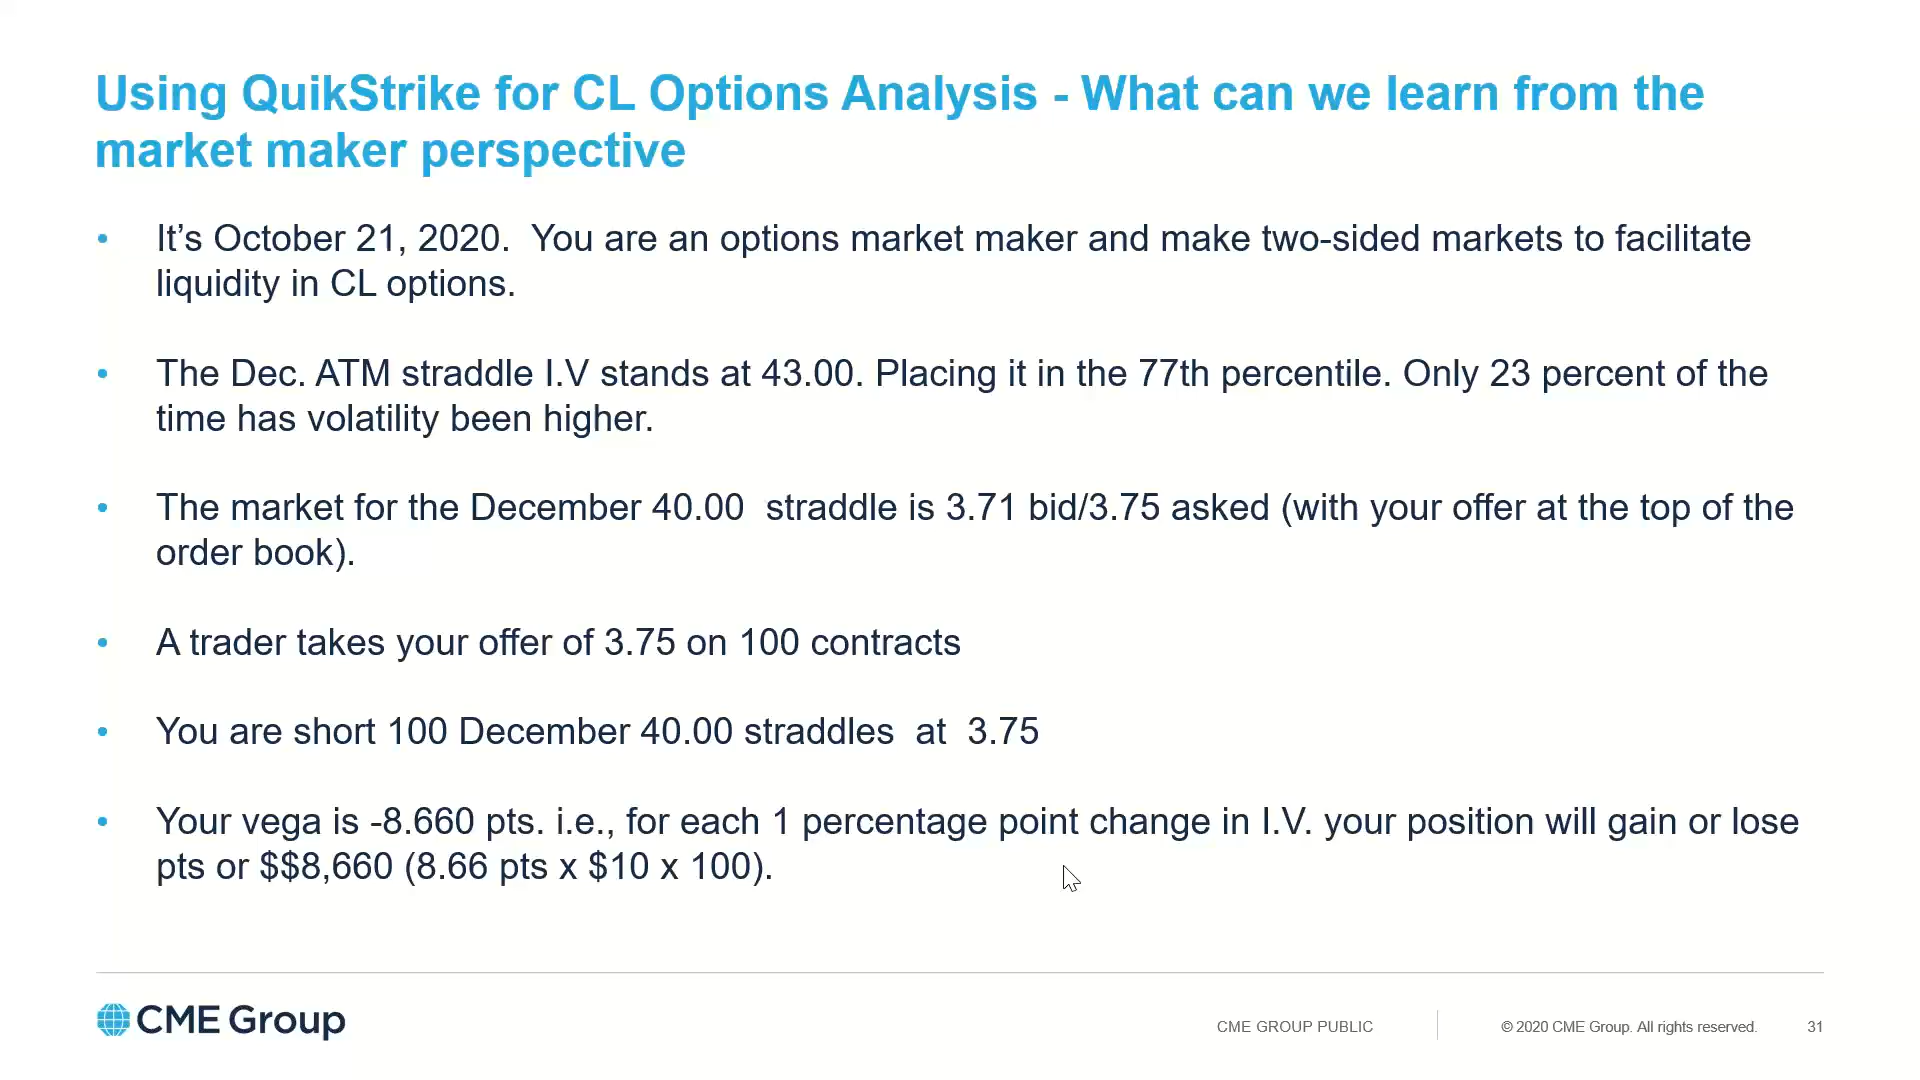 Using QuikStrike for CL Options Analysis - What can we learn from the
market maker perspective
• It’s October 21, 2020.  You are an options market maker and make two-sided markets to facilitate
liquidity in CL options.
• The Dec. ATM straddle I.V stands at 43.00. Placing it in the 77th percentile. Only 23 percent of the
time has volatility been higher.
• The market for the December 40.00  straddle is 3.71 bid/3.75 asked (with your offer at the top of the
order book).
• A trader takes your offer of 3.75 on 100 contracts
• You are short 100 December 40.00 straddles  at  3.75
• Your vega is -8.660 pts. i.e., for each 1 percentage point change in I.V. your position will gain or lose
pts or $$8,660 (8.66 pts x $10 x 100).
CME Group
CME GROUP PUBLIC
© 2020 CME Group. All rights reserved.
31